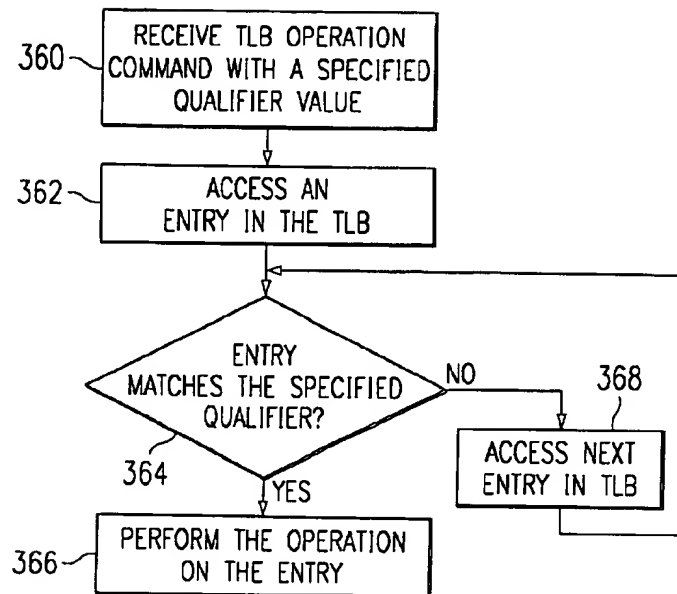 360
RECEIVE TLB OPERATION
COMMAND WITH A SPECIFIED
QUALIFIER VALUE
362
ACCESS AN
ENTRY IN THE TLB
ENTRY
MATCHES THE SPECIFIED
QUALIFIER?
NO
364
YES
368
ACCESS NEXT
ENTRY IN TLB
366
PERFORM THE OPERATION
ON THE ENTRY